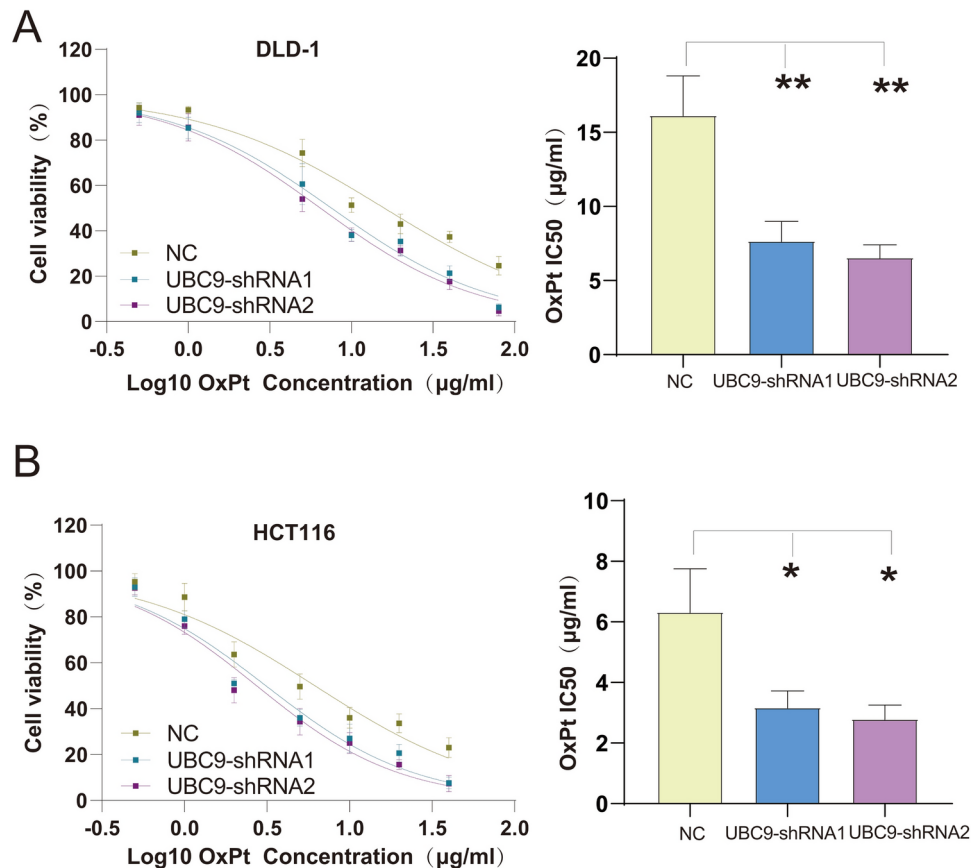 A
DLD-1
120
100
80
60
40
20
0
Cell viability (%)
NC
UBC9-shRNA1
UBC9-shRNA2
-0.5 0.0 0.5 1.0 1.5 2.0
Log10 OxPt Concentration (μg/ml)
20
15
10
5
0
OxPt IC50 (μg/ml)
** **
NC UBC9-shRNA1 UBC9-shRNA2
B
HCT116
120
100
80
60
40
20
0
Cell viability (%)
NC
UBC9-shRNA1
UBC9-shRNA2
-0.5 0.0 0.5 1.0 1.5 2.0
Log10 OxPt Concentration (μg/ml)
10
8
6
4
2
0
OxPt IC50 (μg/ml)
* *
NC UBC9-shRNA1 UBC9-shRNA2